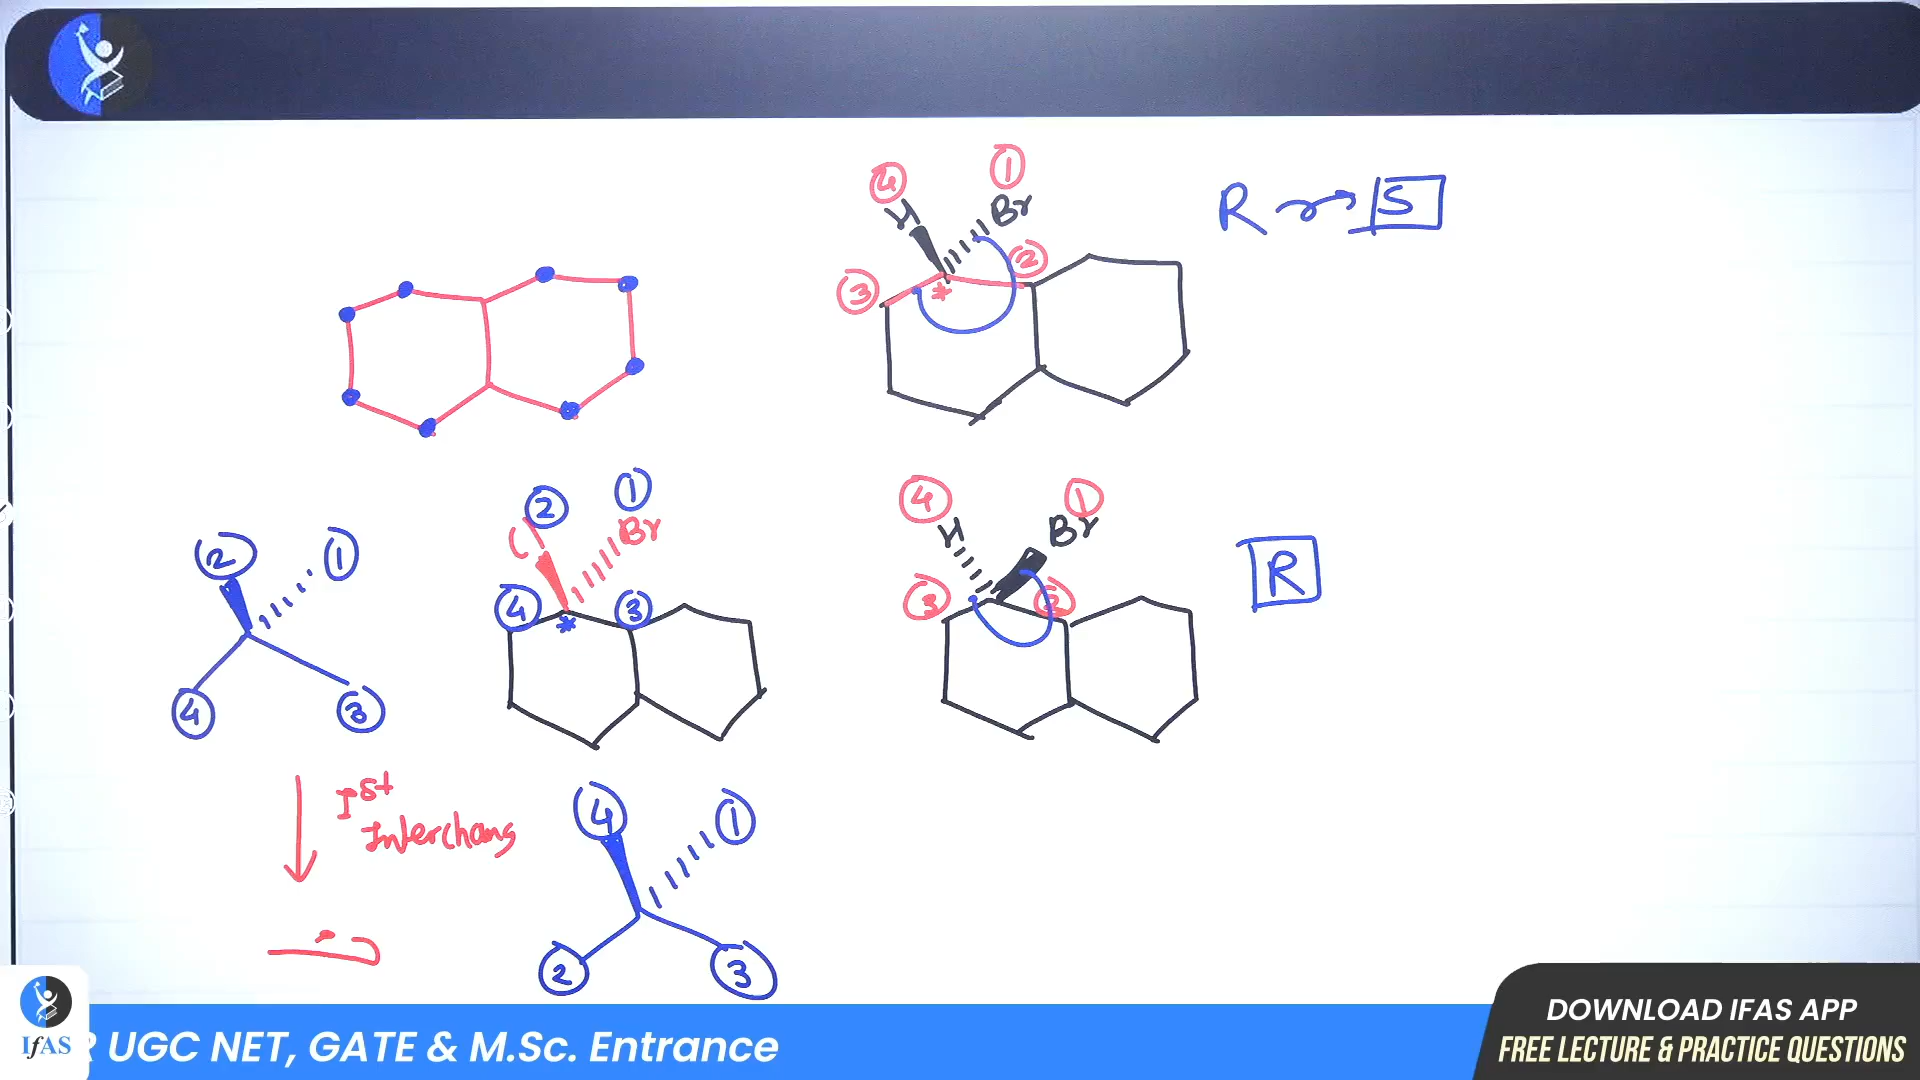 ④ ①
H Br R → S
③ * ②
② ①
④ ①
Cl Br
H Br
② ①
④ * ③
③ ② R
④ ③
Ist
Interchang
④ ①
② ③
IfAS
UGC NET, GATE & M.Sc. Entrance
DOWNLOAD IFAS APP
FREE LECTURE & PRACTICE QUESTIONS